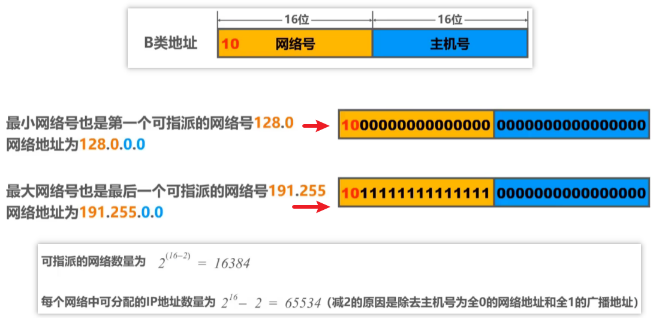 16位 16位
B类地址 10 网络号 主机号
最小网络号也是第一个可指派的网络号128.0 1000000000000000 0000000000000000
网络地址为128.0.0.0
最大网络号也是最后一个可指派的网络号191.255 1011111111111111 0000000000000000
网络地址为191.255.0.0
可指派的网络数量为 2^(16-2) = 16384
每个网络中可分配的IP地址数量为 2^16 - 2 = 65534（减2的原因是除去主机号为全0的网络地址和全1的广播地址）